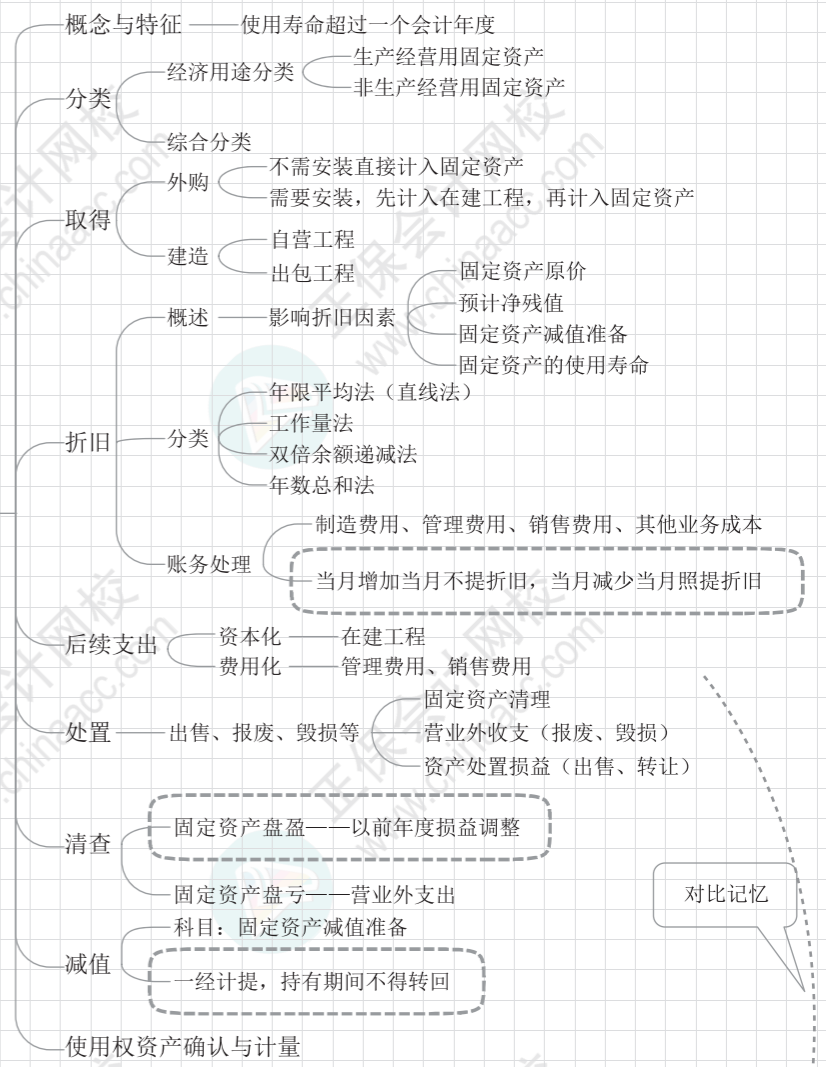 概念与特征
使用寿命超过一个会计年度
分类
经济用途分类
生产经营用固定资产
非生产经营用固定资产
综合分类
取得
外购
不需安装直接计入固定资产
需要安装，先计入在建工程，再计入固定资产
建造
自营工程
出包工程
折旧
概述
影响折旧因素
固定资产原价
预计净残值
固定资产减值准备
固定资产的使用寿命
分类
年限平均法（直线法）
工作量法
双倍余额递减法
年数总和法
账务处理
制造费用、管理费用、销售费用、其他业务成本
当月增加当月不提折旧，当月减少当月照提折旧
后续支出
资本化
在建工程
费用化
管理费用、销售费用
处置
出售、报废、毁损等
固定资产清理
营业外收支（报废、毁损）
资产处置损益（出售、转让）
清查
固定资产盘盈——以前年度损益调整
固定资产盘亏——营业外支出
对比记忆
减值
科目：固定资产减值准备
一经计提，持有期间不得转回
使用权资产确认与计量
正保会计网校
www.chinaacc.com